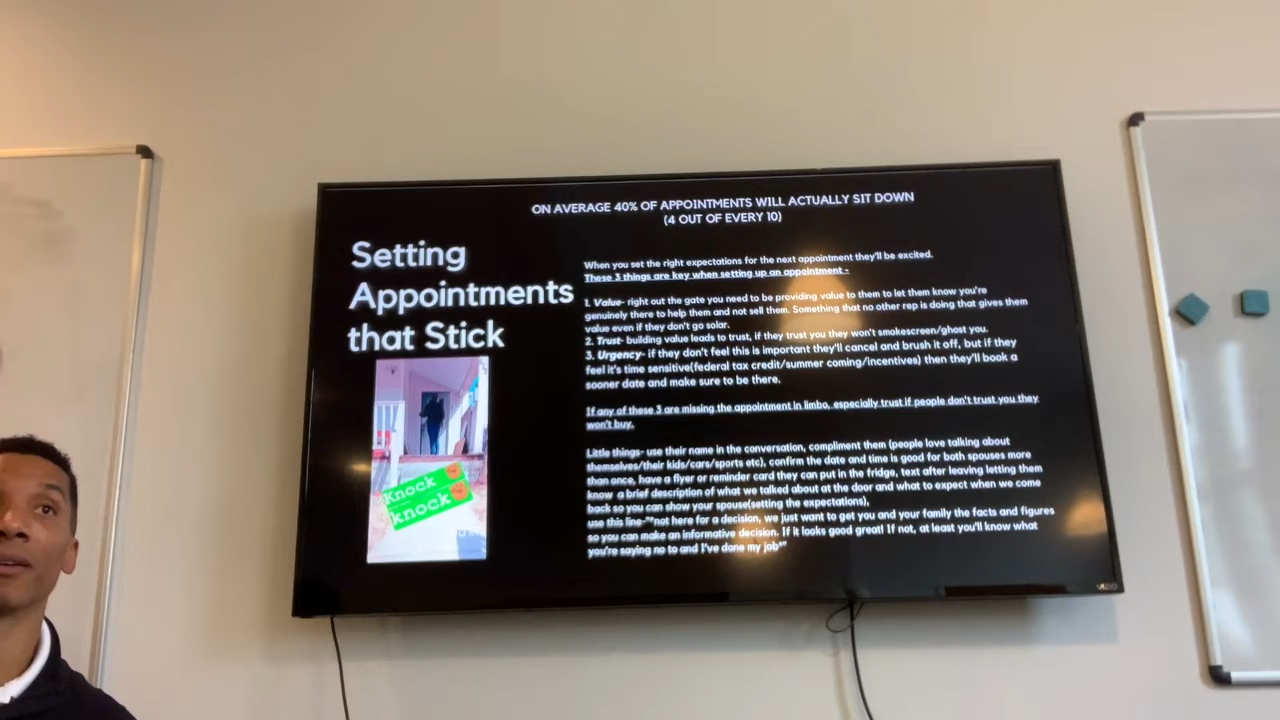 ON AVERAGE 40% OF APPOINTMENTS WILL ACTUALLY SIT DOWN
(4 OUT OF EVERY 10)
Setting
Appointments
that Stick
When you set the right expectations for the next appointment they'll be excited.
These 3 things are key when setting up an appointment -
1. Value- right out the gate you need to be providing value to them to let them know you're
genuinely there to help them and not sell them. Something that no other rep is doing that gives them
value even if they don't go solar.
2. Trust- building value leads to trust, if they trust you they won't smokescreen/ghost you.
3. Urgency- if they don't feel this is important they'll cancel and brush it off, but if they
feel it's time sensitive(federal tax credit/summer coming/incentives) then they'll book a
sooner date and make sure to be there.
If any of these 3 are missing the appointment in limbo, especially trust if people don't trust you they
won't buy.
Little things- use their name in the conversation, compliment them (people love talking about
themselves/their kids/cars/sports etc), confirm the date and time is good for both spouses more
than once, have a flyer or reminder card they can put in the fridge, text after leaving letting them
know a brief description of what we talked about at the door and what to expect when we come
back so you can show your spouse(setting the expectations),
use this line-"*not here for a decision, we just want to get you and your family the facts and figures
so you can make an informative decision. If it looks good great! If not, at least you'll know what
you're saying no to and I've done my job*"
Knock
knock
VIZIO